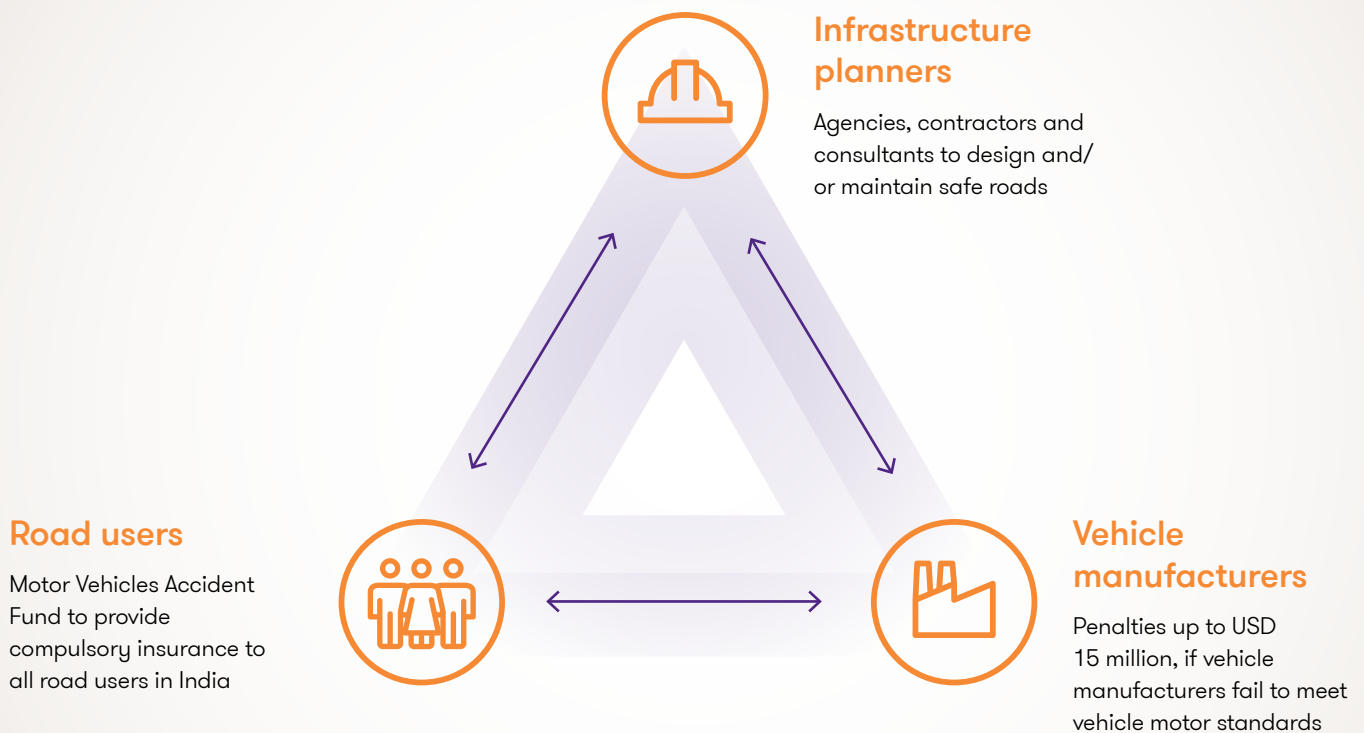 Infrastructure
planners
Agencies, contractors and
consultants to design and/
or maintain safe roads
Road users
Motor Vehicles Accident
Fund to provide
compulsory insurance to
all road users in India
Vehicle
manufacturers
Penalties up to USD
15 million, if vehicle
manufacturers fail to meet
vehicle motor standards